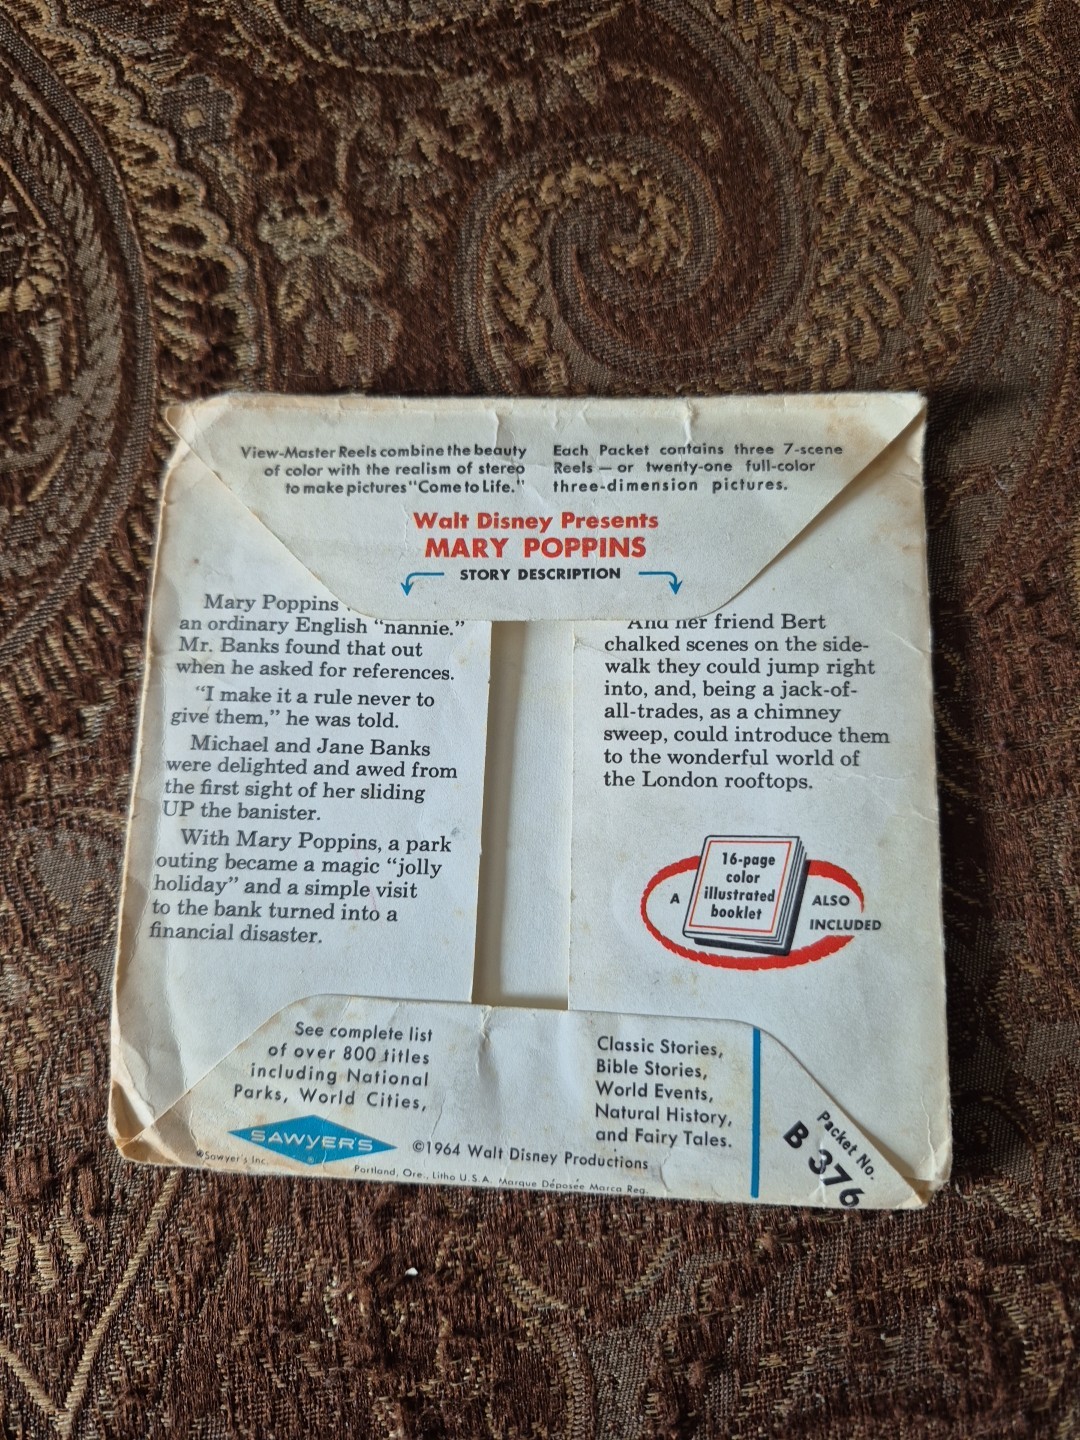 View-Master Reels combine the beauty
of color with the realism of stereo
to make pictures "Come to Life."
Each Packet contains three 7-scene
Reels — or twenty-one full-color
three-dimension pictures.
Walt Disney Presents
MARY POPPINS
STORY DESCRIPTION
Mary Poppins
an ordinary English "nannie."
Mr. Banks found that out
when he asked for references.
"I make it a rule never to
give them," he was told.
Michael and Jane Banks
were delighted and awed from
the first sight of her sliding
UP the banister.
With Mary Poppins, a park
outing became a magic "jolly
holiday" and a simple visit
to the bank turned into a
financial disaster.
And her friend Bert
chalked scenes on the side-
walk they could jump right
into, and, being a jack-of-
all-trades, as a chimney
sweep, could introduce them
to the wonderful world of
the London rooftops.
A
16-page
color
illustrated
booklet
ALSO
INCLUDED
See complete list
of over 800 titles
including National
Parks, World Cities,
Classic Stories,
Bible Stories,
World Events,
Natural History,
and Fairy Tales.
SAWYER'S
®
®Sawyer's Inc.
©1964 Walt Disney Productions
Portland, Ore., Litho U.S.A. Marque Déposée Marca Reg.
Packet No.
B 376